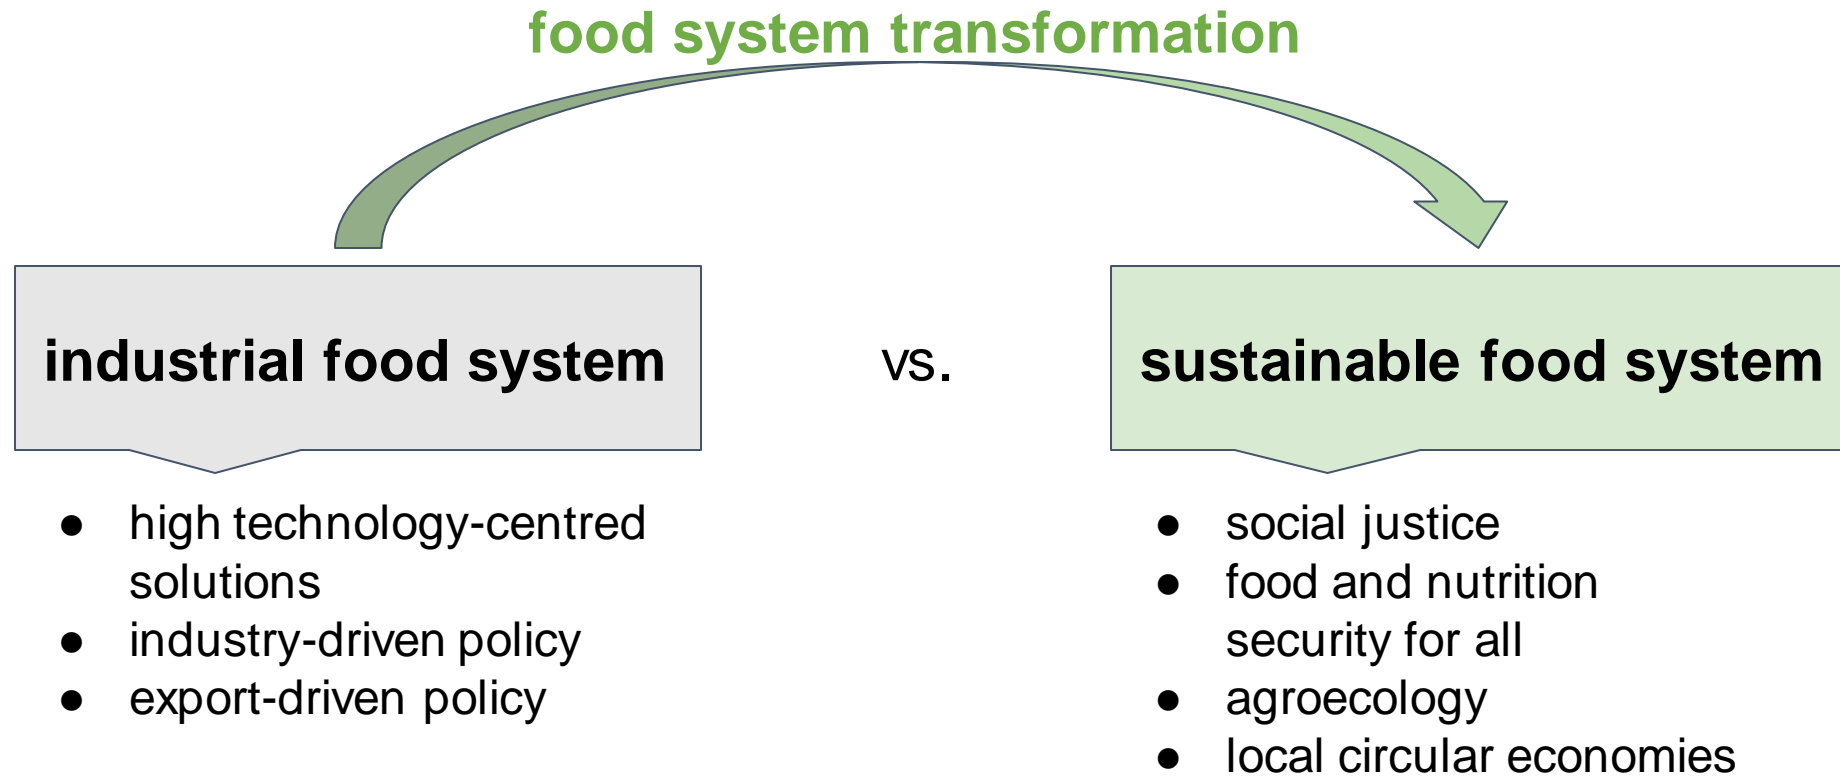 food system transformation
industrial food system
vs.
sustainable food system
● high technology-centred
solutions
● industry-driven policy
● export-driven policy
● social justice
● food and nutrition
security for all
● agroecology
● local circular economies